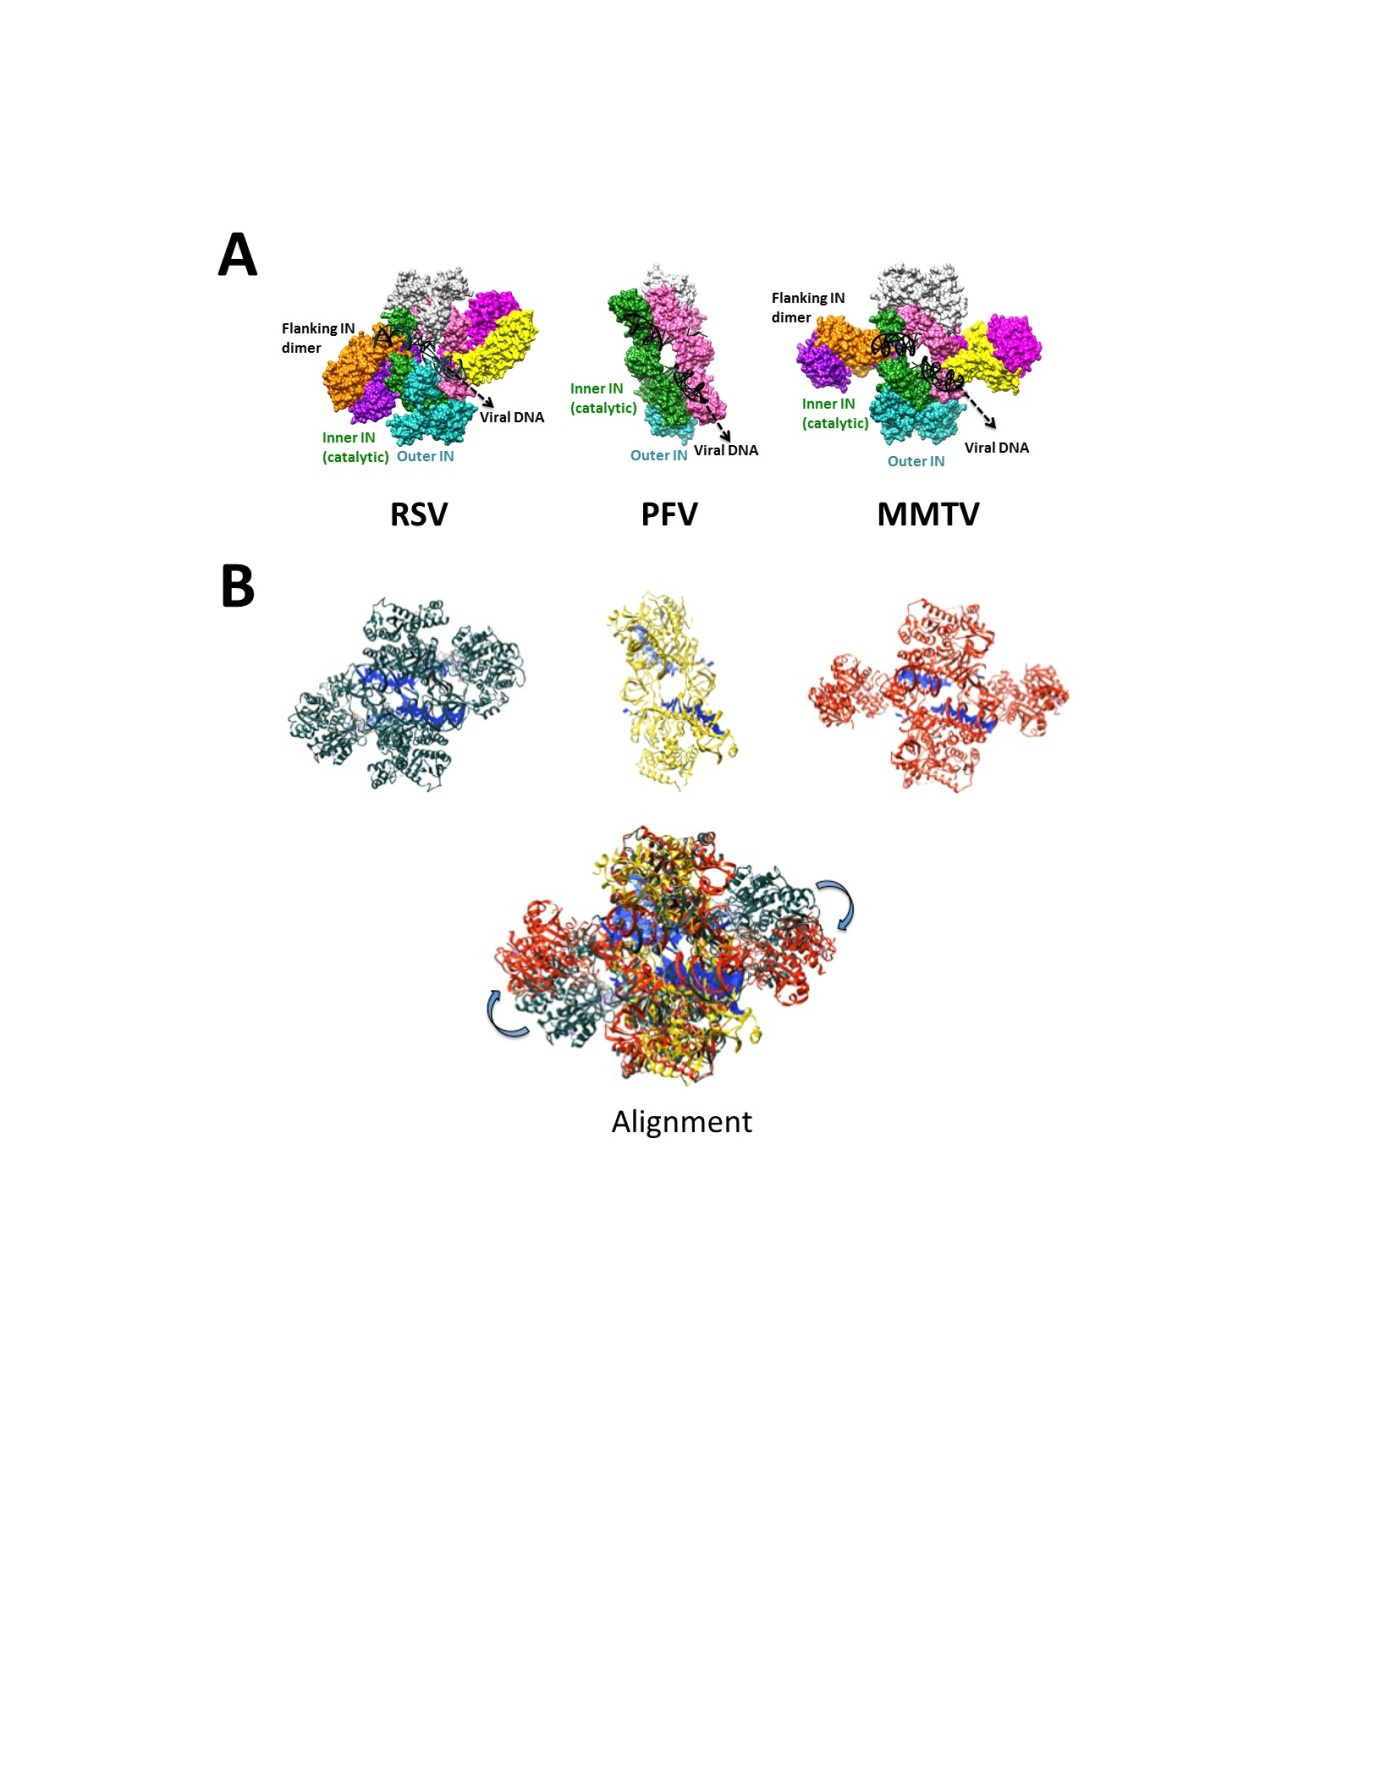 A
Flanking IN
dimer
Inner IN
(catalytic)
Outer IN
Viral DNA
RSV
Inner IN
(catalytic)
Outer IN
Viral DNA
PFV
Flanking IN
dimer
Inner IN
(catalytic)
Outer IN
Viral DNA
MMTV
B
Alignment